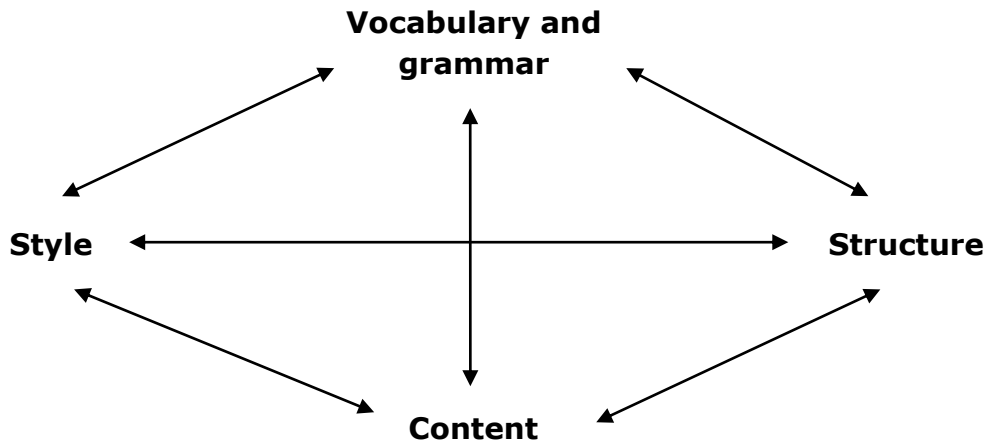 Vocabulary and
grammar
Style
Structure
Content